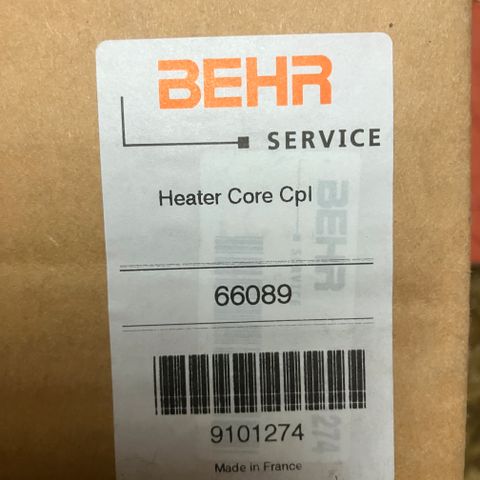 BEHR
SERVICE
Heater Core Cpl
66089
9101274
Made in France